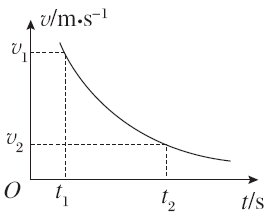 v/m·s⁻¹
v₁
v₂
O
t₁
t₂
t/s